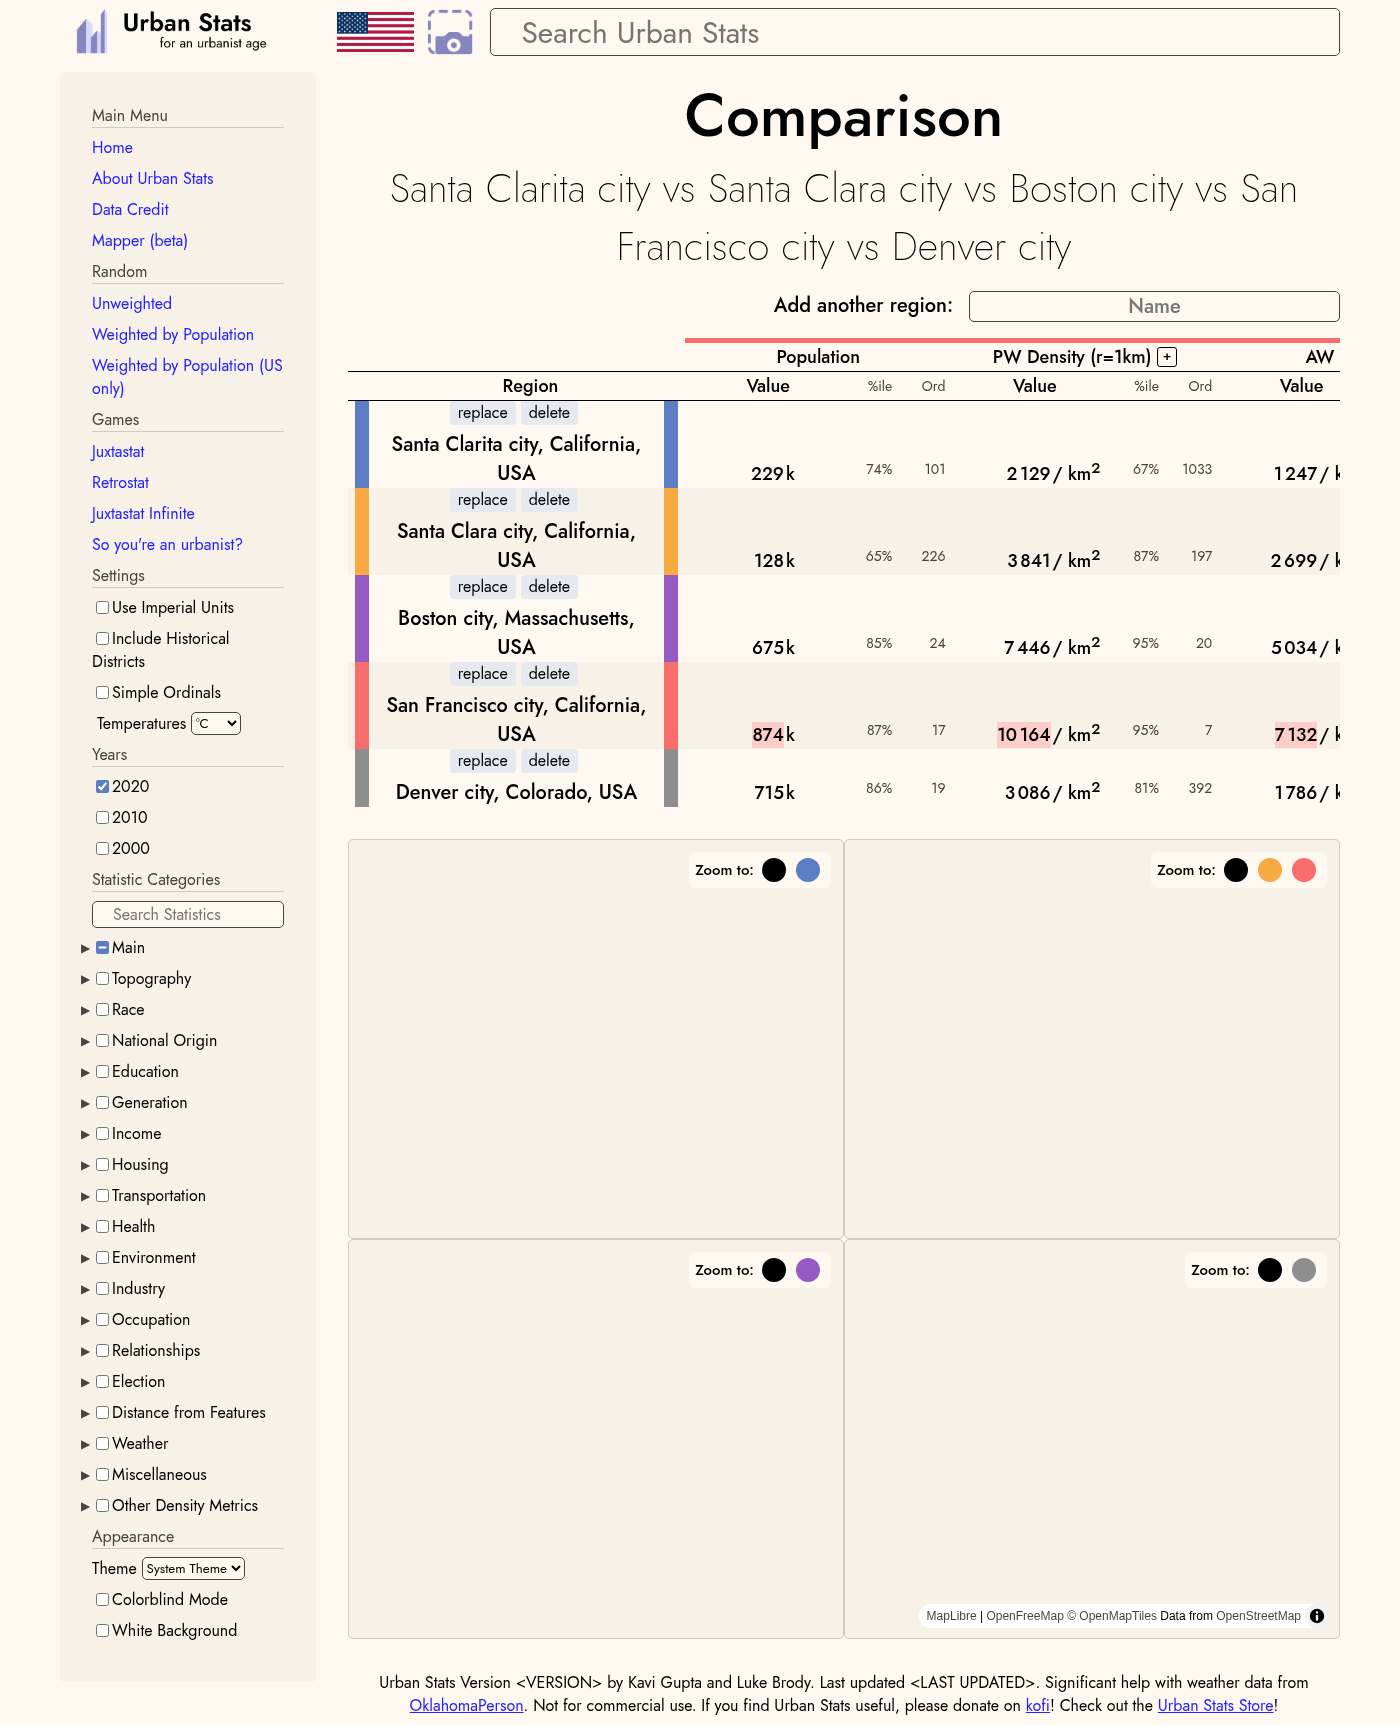 Urban Stats
for an urbanist age
Search Urban Stats
Main Menu
Home
About Urban Stats
Data Credit
Mapper (beta)
Random
Unweighted
Weighted by Population
Weighted by Population (US
only)
Games
Juxtastat
Retrostat
Juxtastat Infinite
So you're an urbanist?
Settings
Use Imperial Units
Include Historical
Districts
Simple Ordinals
Temperatures °C
Years
2020
2010
2000
Statistic Categories
Search Statistics
Main
Topography
Race
National Origin
Education
Generation
Income
Housing
Transportation
Health
Environment
Industry
Occupation
Relationships
Election
Distance from Features
Weather
Miscellaneous
Other Density Metrics
Appearance
Theme System Theme
Colorblind Mode
White Background
Comparison
Santa Clarita city vs Santa Clara city vs Boston city vs San
Francisco city vs Denver city
Add another region: Name
Population PW Density (r=1km) + AW
Region Value %ile Ord Value %ile Ord Value
replace delete
Santa Clarita city, California,
USA 229k 74% 101 2 129 / km² 67% 1033 1 247 / k
replace delete
Santa Clara city, California,
USA 128k 65% 226 3 841 / km² 87% 197 2 699 / k
replace delete
Boston city, Massachusetts,
USA 675k 85% 24 7 446 / km² 95% 20 5 034 / k
replace delete
San Francisco city, California,
USA 874k 87% 17 10 164 / km² 95% 7 7 132 / k
replace delete
Denver city, Colorado, USA 715k 86% 19 3 086 / km² 81% 392 1 786 / k
Zoom to:
Zoom to:
Zoom to:
Zoom to:
MapLibre | OpenFreeMap © OpenMapTiles Data from OpenStreetMap
Urban Stats Version <VERSION> by Kavi Gupta and Luke Brody. Last updated <LAST UPDATED>. Significant help with weather data from
OklahomaPerson. Not for commercial use. If you find Urban Stats useful, please donate on kofi! Check out the Urban Stats Store!